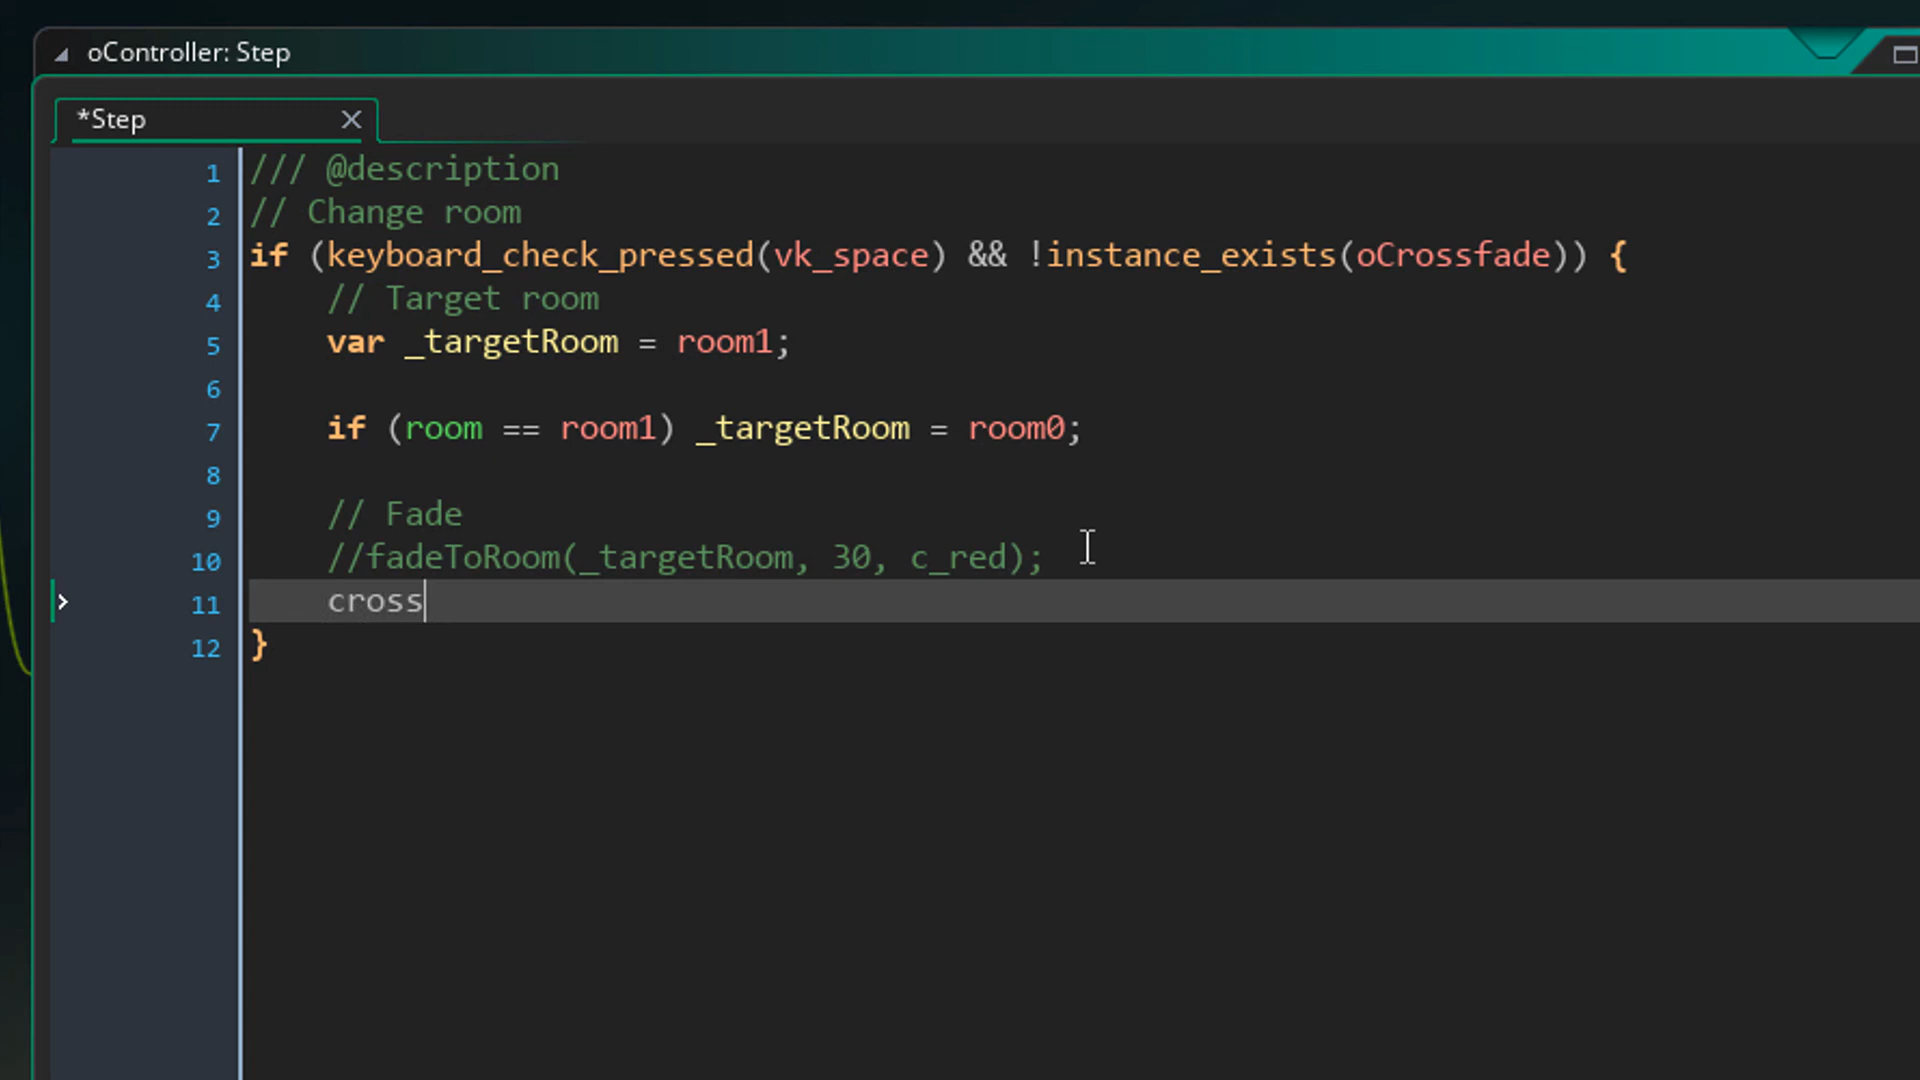 oController: Step
*Step
1 /// @description
2 // Change room
3 if (keyboard_check_pressed(vk_space) && !instance_exists(oCrossfade)) {
4 // Target room
5 var _targetRoom = room1;
6
7 if (room == room1) _targetRoom = room0;
8
9 // Fade
10 //fadeToRoom(_targetRoom, 30, c_red);
11 cross
12 }